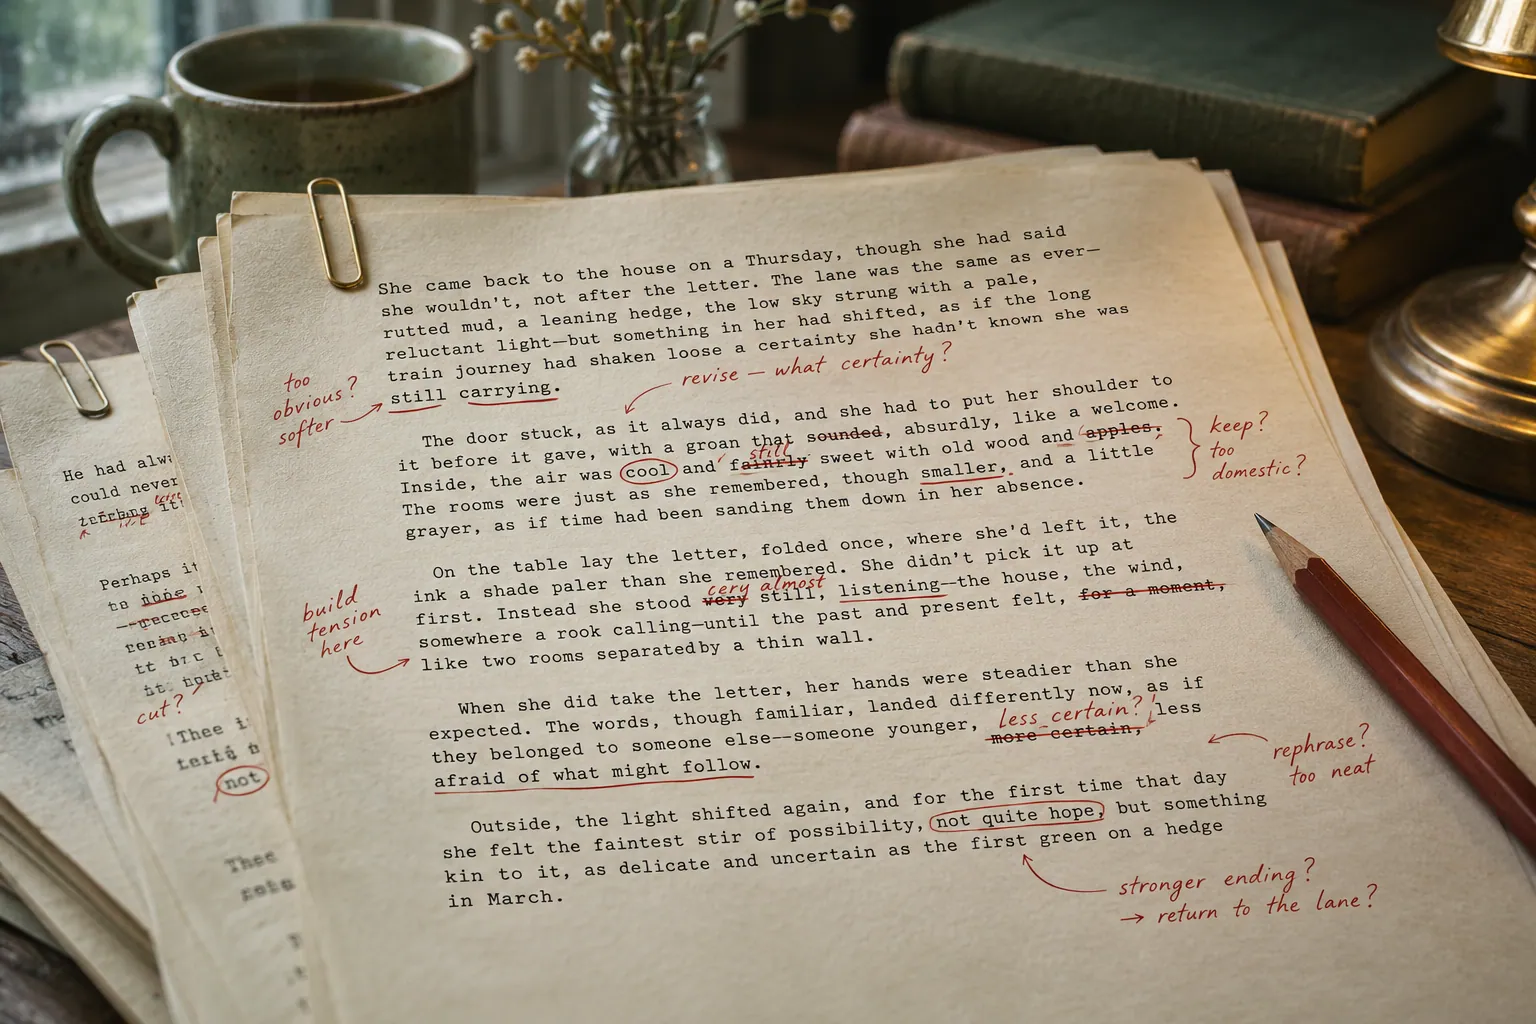 She came back to the house on a Thursday, though she had said
she wouldn't, not after the letter. The lane was the same as ever—
rutted mud, a leaning hedge, the low sky strung with a pale,
reluctant light—but something in her had shifted, as if the long
train journey had shaken loose a certainty she hadn't known she was
still carrying.
too
obvious?
softer
revise — what certainty?
The door stuck, as it always did, and she had to put her shoulder to
it before it gave, with a groan that sounded, absurdly, like a welcome.
still
Inside, the air was cool and fainrly sweet with old wood and apples.
The rooms were just as she remembered, though smaller, and a little
grayer, as if time had been sanding them down in her absence.
keep?
too
domestic?
On the table lay the letter, folded once, where she'd left it, the
ink a shade paler than she remembered. She didn't pick it up at
cery almost
first. Instead she stood very still, listening—the house, the wind,
somewhere a rook calling—until the past and present felt, for a moment,
like two rooms separated by a thin wall.
build
tension
here
When she did take the letter, her hands were steadier than she
expected. The words, though familiar, landed differently now, as if
less certain?
they belonged to someone else--someone younger, more certain, less
afraid of what might follow.
rephrase?
too neat
Outside, the light shifted again, and for the first time that day
she felt the faintest stir of possibility, not quite hope, but something
kin to it, as delicate and uncertain as the first green on a hedge
in March.
stronger ending?
→ return to the lane?
He had
could never
Perhaps
cut?
Thee
not
Thee